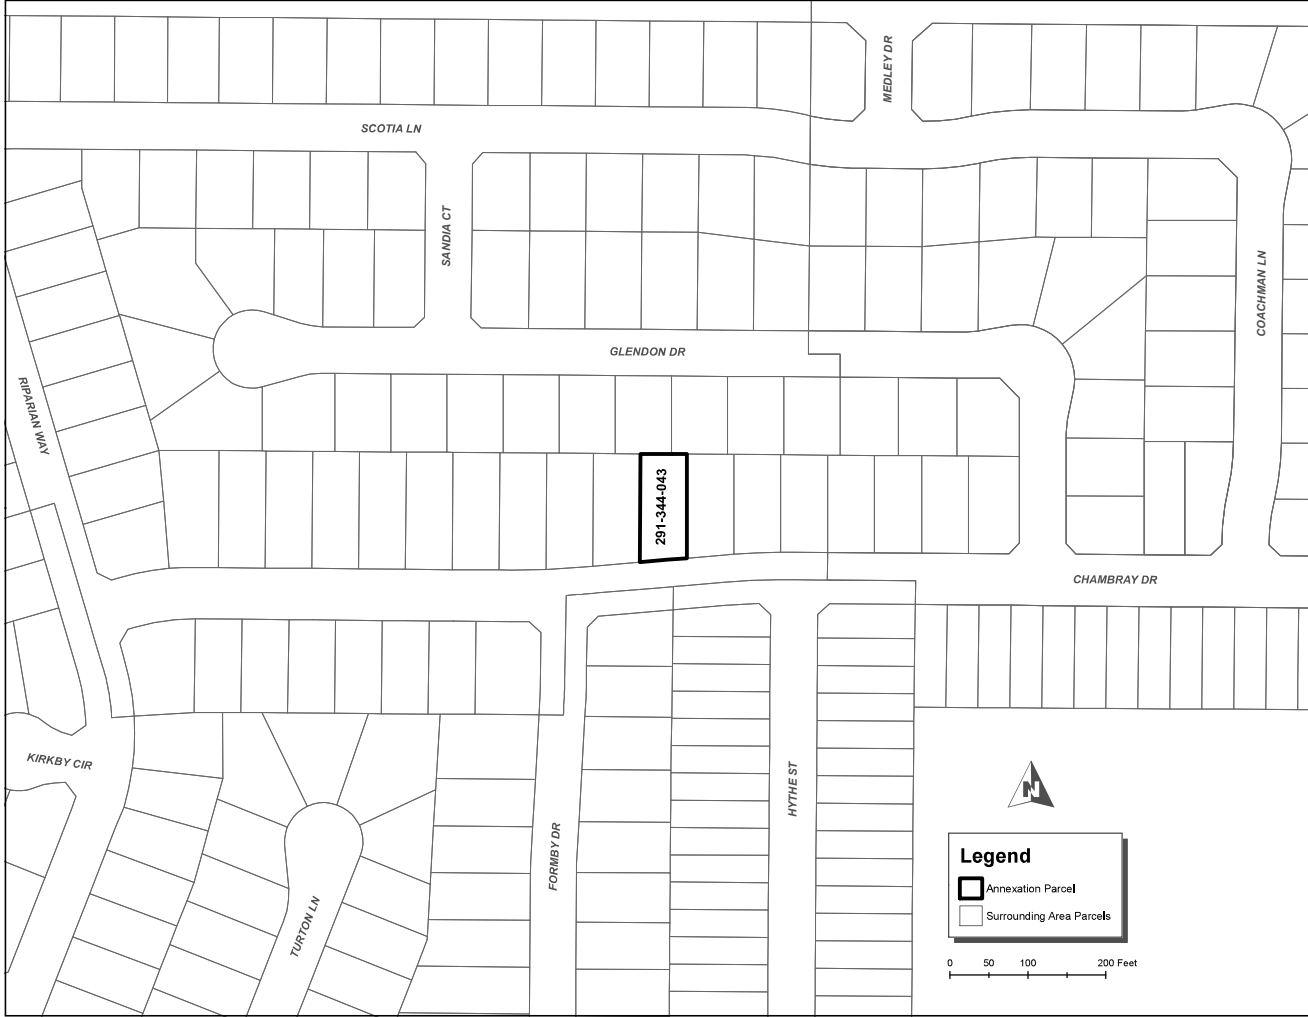 MEDLEY DR
SCOTIA LN
SANDIA CT
COACHMAN LN
GLENDON DR
RIPARIAN WAY
291-344-043
CHAMBRAY DR
KIRKBY CIR
HYTHE ST
FORMBY DR
TURTON LN
N
Legend
Annexation Parcel
Surrounding Area Parcels
0 50 100 200 Feet